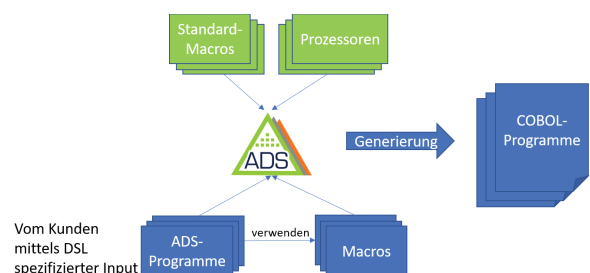 Standard-
Macros
Prozessoren
ADS
Generierung
COBOL-
Programme
Vom Kunden
mittels DSL
spezifizierter Input
ADS-
Programme
verwenden
Macros